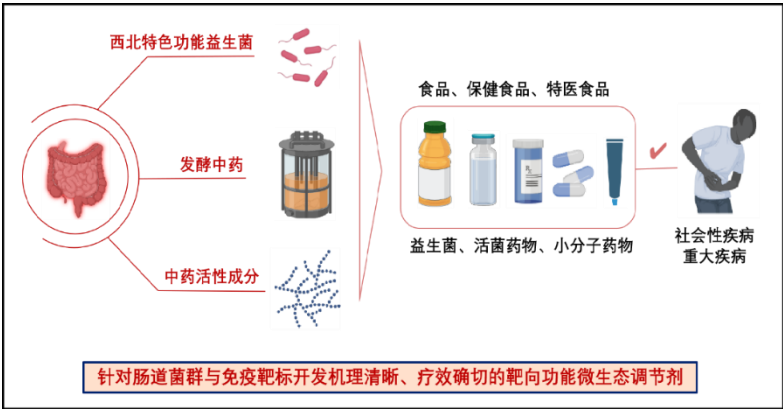 西北特色功能益生菌
发酵中药
中药活性成分
食品、保健食品、特医食品
益生菌、活菌药物、小分子药物
社会性疾病
重大疾病
针对肠道菌群与免疫靶标开发机理清晰、疗效确切的靶向功能微生态调节剂